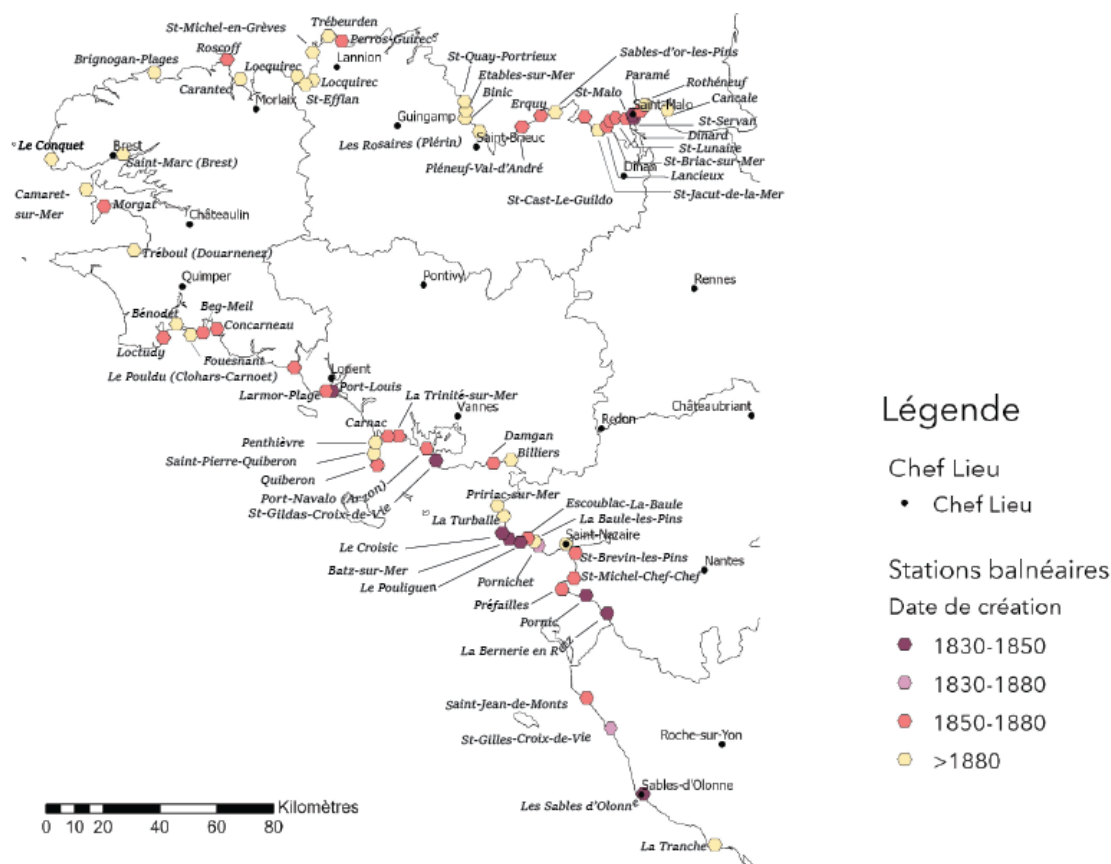 Trébeurden
St-Michel-en-Grèves
Perros-Guirec
Roscoff
Lannion
Brignogan-Plages
Locquirec
Locquirec
Carantec
St-Efflan
Morlaix
St-Quay-Portrieux
Etables-sur-Mer
Binic
Guingamp
Les Rosaires (Plérin)
Saint-Brieuc
Sables-d'or-les-Pins
Paramé
Rothéneuf
Erquy
St-Malo
Saint-Malo
Cancale
St-Servan
Dinard
St-Lunaire
St-Briac-sur-Mer
Pléneuf-Val-d'André
Dinan
Lancieux
St-Cast-Le-Guildo
St-Jacut-de-la-Mer
Le Conquet
Brest
Saint-Marc (Brest)
Camaret-
sur-Mer
Morgat
Châteaulin
Tréboul (Douarnenez)
Quimper
Pontivy
Rennes
Bénodet
Beg-Meil
Concarneau
Loctudy
Fouesnant
Le Pouldu (Clohars-Carnoet)
Lorient
Larmor-Plage
Port-Louis
La Trinité-sur-Mer
Vannes
Redon
Châteaubriant
Carnac
Penthièvre
Damgan
Billiers
Saint-Pierre-Quiberon
Quiberon
Port-Navalo (Arzon)
St-Gildas-Croix-de-Vie
Piriac-sur-Mer
Escoublac-La-Baule
La Turballe
La Baule-les-Pins
Saint-Nazaire
Le Croisic
St-Brevin-les-Pins
Batz-sur-Mer
Nantes
Le Pouliguen
Pornichet
St-Michel-Chef-Chef
Préfailles
Pornic
La Bernerie en Retz
Saint-Jean-de-Monts
St-Gilles-Croix-de-Vie
Roche-sur-Yon
Sables-d'Olonne
Les Sables d'Olonne
La Tranche
Kilomètres
0 10 20 40 60 80
Légende
Chef Lieu
Chef Lieu
Stations balnéaires
Date de création
1830-1850
1830-1880
1850-1880
>1880